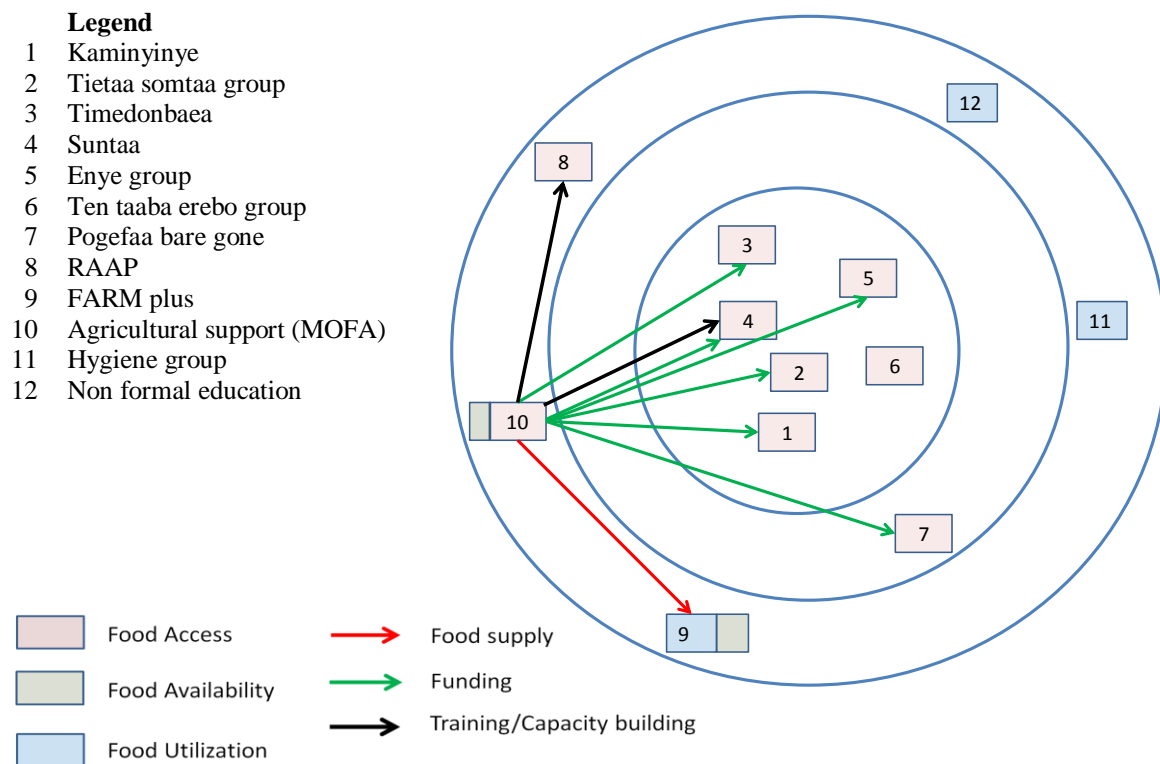 Legend
1 Kaminyinye
2 Tietaa somtaa group
3 Timedonbaea
4 Suntaa
5 Enye group
6 Ten taaba erebo group
7 Pogefaa bare gone
8 RAAP
9 FARM plus
10 Agricultural support (MOFA)
11 Hygiene group
12 Non formal education
12
8
3
5
4
11
6
2
10
1
7
9
Food Access
Food supply
Food Availability
Funding
Training/Capacity building
Food Utilization